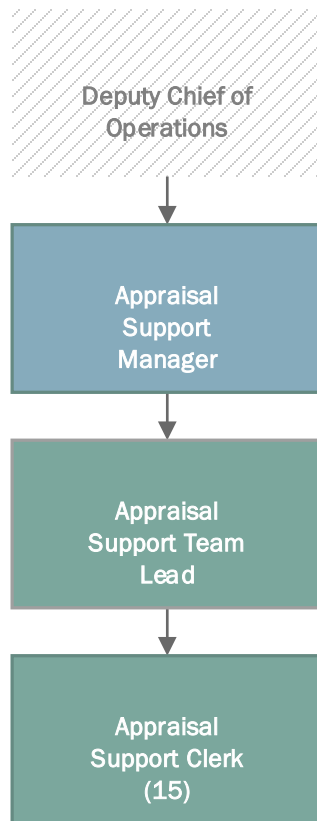 Deputy Chief of
Operations
Appraisal
Support
Manager
Appraisal
Support Team
Lead
Appraisal
Support Clerk
(15)